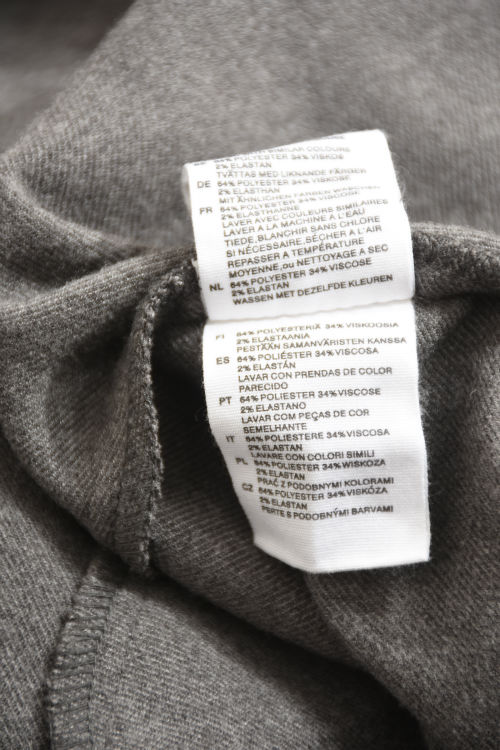 SIMILAR COLOURS
64% POLYESTER 34% VISKOS
2% ELASTAN
TVÄTTAS MED LIKNANDE FÄRGER
DE 64% POLYESTER 34% VISKOSE
2% ELASTHAN
MIT ÄHNLICHEN FARBEN WASCHEN
FR 64% POLYESTER 34% VISCOSE
2% ELASTHANNE
LAVER AVEC COULEURS SIMILAIRES
LAVER A LA MACHINE A L'EAU
TIEDE, BLANCHIR SANS CHLORE
SI NÉCESSAIRE, SÉCHER A L'AIR
REPASSER A TEMPÉRATURE
MOYENNE, ou NETTOYAGE A SEC
NL 64% POLYESTER 34% VISCOSE
2% ELASTAN
WASSEN MET DEZELFDE KLEUREN
FI 64% POLYESTERIÄ 34% VISKOOSIA
2% ELASTAANIA
PESTÄÄN SAMANVÄRISTEN KANSSA
ES 64% POLIÉSTER 34% VISCOSA
2% ELASTÁN
LAVAR CON PRENDAS DE COLOR
PARECIDO
PT 64% POLIESTER 34% VISCOSE
2% ELASTANO
LAVAR COM PEÇAS DE COR
SEMELHANTE
IT 64% POLIESTERE 34% VISCOSA
2% ELASTAN
LAVARE CON COLORI SIMILI
PL 64% POLIESTER 34% WISKOZA
2% ELASTAN
PRAĆ Z PODOBNYMI KOLORAMI
CZ 64% POLYESTER 34% VISKÓZA
2% ELASTAN
PERTE S PODOBNÝMI BARVAMI